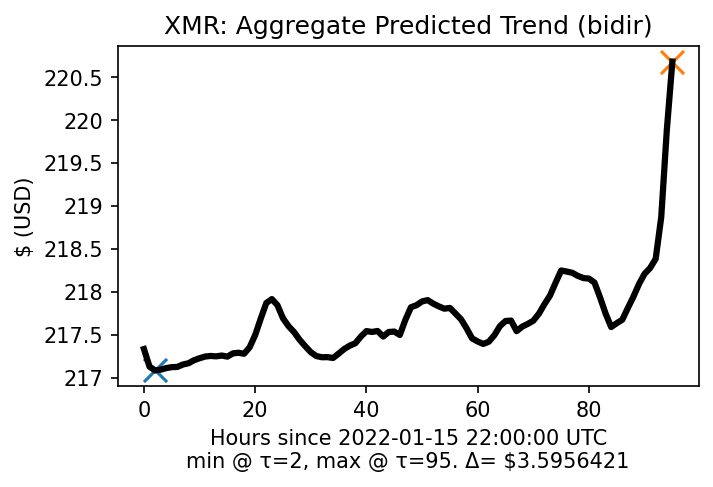 XMR: Aggregate Predicted Trend (bidir)
220.5
220
219.5
219
218.5
218
217.5
217
$ (USD)
0 20 40 60 80
Hours since 2022-01-15 22:00:00 UTC
min @ τ=2, max @ τ=95. Δ= $3.5956421